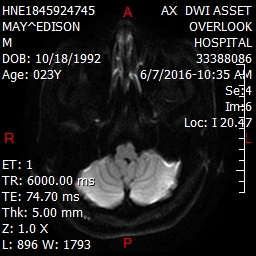 HNE1845924745
MAY^EDISON
M
DOB: 10/18/1992
Age: 023Y
A
AX DWI ASSET
OVERLOOK
HOSPITAL
33388086
6/7/2016-10:35 AM
Se:4
Im:6
Loc: I 20.47
R
L
ET: 1
TR: 6000.00 ms
TE: 74.70 ms
Thk: 5.00 mm
Z: 1.0 X
L: 896 W: 1793
P